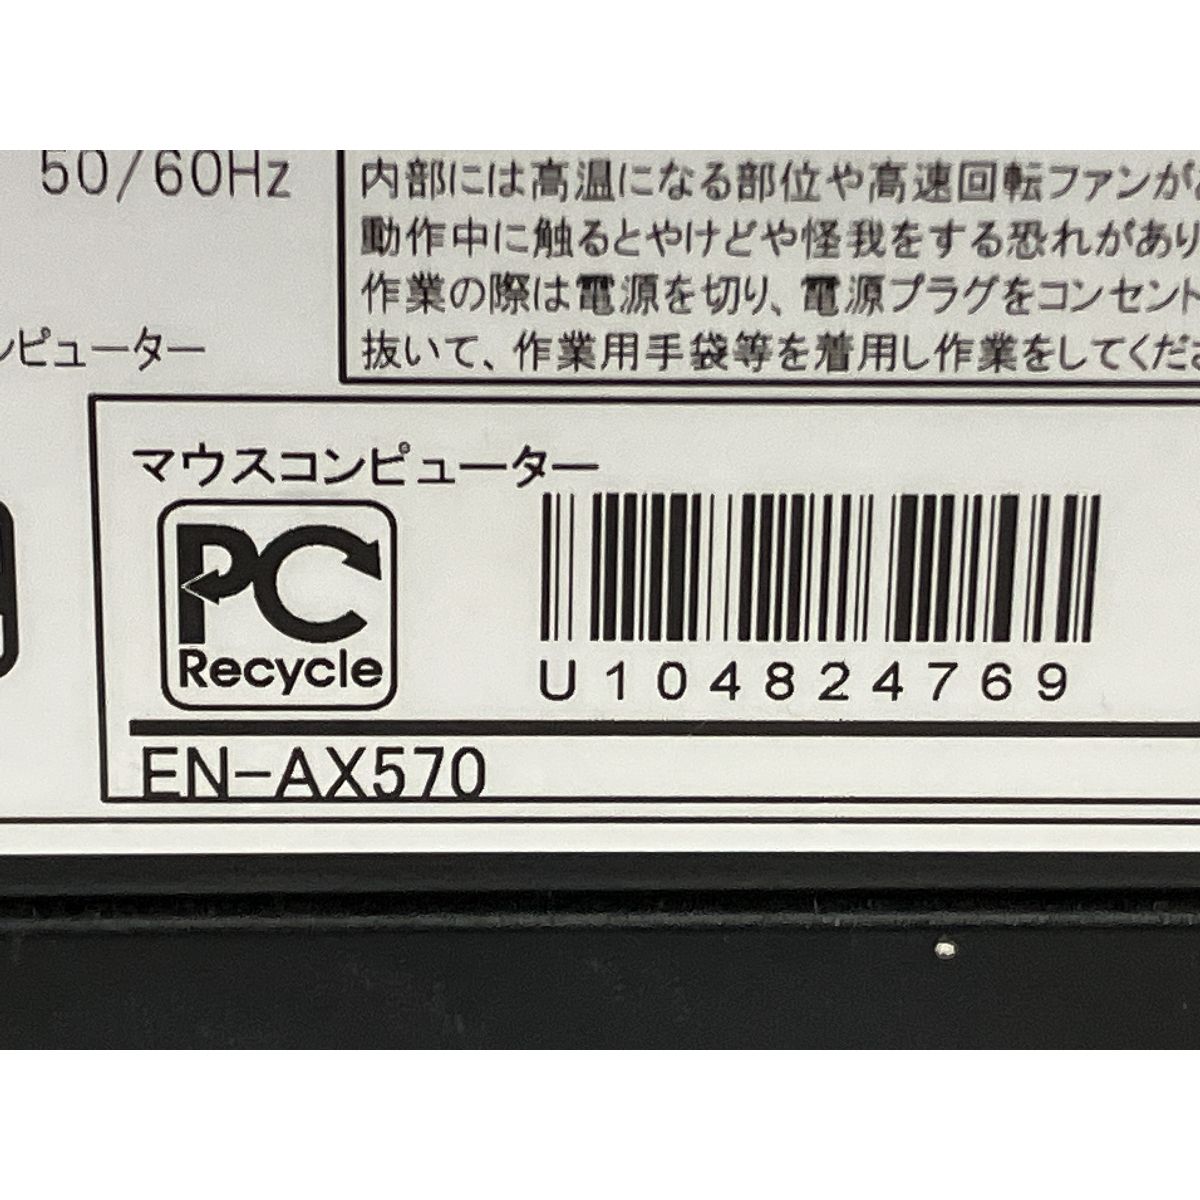 50/60Hz
内部には高温になる部位や高速回転ファンが
動作中に触るとやけどや怪我をする恐れがあり
作業の際は電源を切り、電源プラグをコンセント
抜いて、作業用手袋等を着用し作業をしてくださ
ンピューター
マウスコンピューター
PC
Recycle
U104824769
EN-AX570